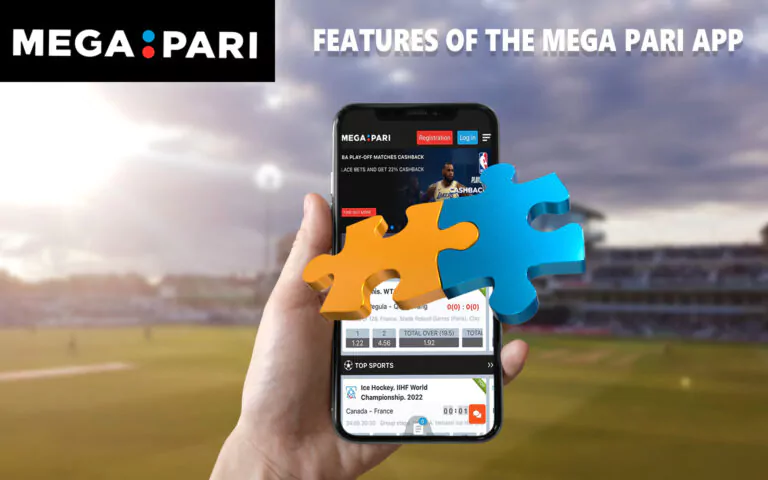 MEGA PARI
FEATURES OF THE MEGA PARI APP
MEGA PARI
Registration
Log in
BA PLAY-OFF MATCHES CASHBACK
LACE BETS AND GET 22% CASHBACK
CASHBAC
FIND OUT MORE
nis. WT
egula -
0(0) : 0(0)
1 2 TOTAL OVER (19.5) TOTAL
1.22 4.56 1.92
TOP SPORTS
Ice Hockey. IIHF World
Championship. 2022
Canada - France
00:01